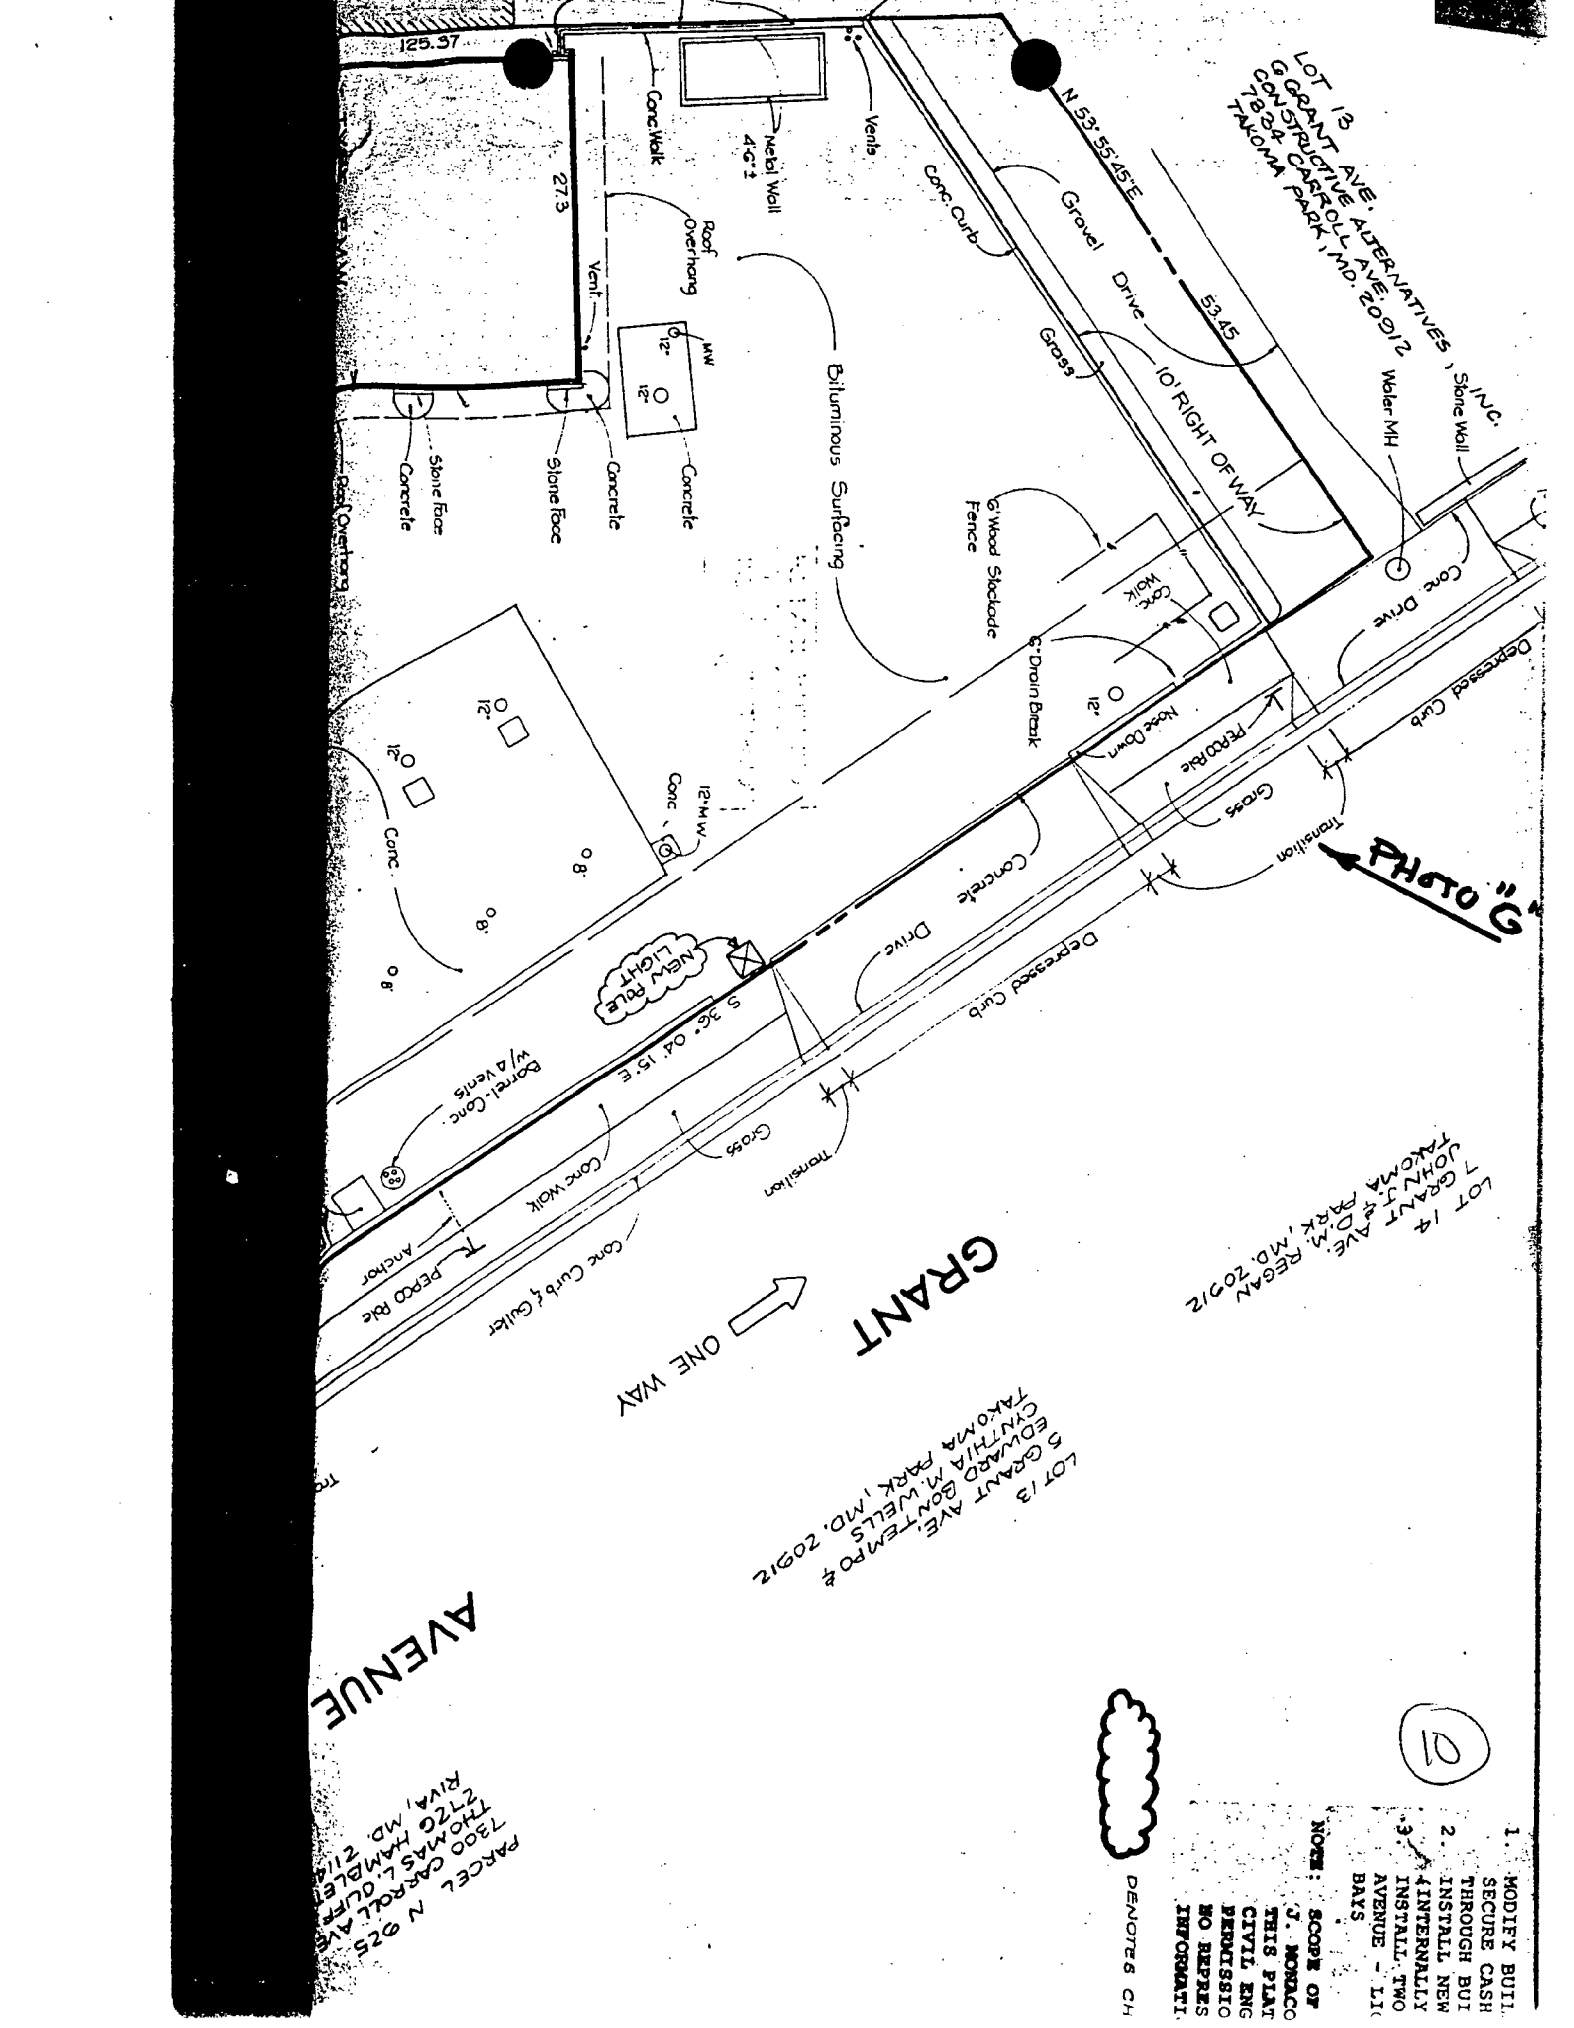 125.37
27.3
Conc. Walk
Metal Wall
4'-6" ±
Vents
Conc. Curb
Gravel
Drive
N 53° 55' 45" E
53.45
Grass
10' RIGHT OF WAY
LOT 13
6 GRANT AVE.
CONSTRUCTIVE ALTERNATIVES, INC.
7834 CARROLL AVE.
TAKOMA PARK, MD. 20912
Stone Wall
Water MH
Roof
Overhang
Vent
MW
12"
12"
Concrete
Concrete
Stone Face
Stone Face
Concrete
Roof Overhang
Bituminous Surfacing
6' Wood Stockade
Fence
Conc.
Walk
6" Drain Break
12"
Nose Down
PEPCO Pole
Grass
Conc. Drive
Depressed Curb
Transition
PHOTO "G"
12"
12"
Conc.
Conc.
12" M.W.
8"
8"
8"
NEW POLE
LIGHT
Concrete
Drive
Depressed Curb
S 36° 04' 15" E
Barrel-Conc.
w/4 Vents
Conc Walk
Grass
Transition
Anchor
PEPCO Pole
Conc Curb & Gutter
ONE WAY
GRANT
AVENUE
LOT 14
7 GRANT AVE.
JOHN J. & D.M. REGAN
TAKOMA PARK, MD. 20912
LOT 13
5 GRANT AVE.
EDWARD BONTEMPO &
CYNTHIA M. WELLS
TAKOMA PARK, MD. 20912
PARCEL N 925
7300 CARROLL AVE
THOMAS L.
2726 HAMBLET
RIVA, MD. 2114
DENOTES CH
1. MODIFY BUIL
SECURE CASH
THROUGH BUI
2. INSTALL NEW
(INTERNALLY
3. INSTALL TWO
AVENUE - LI
BAYS
NOTE: SCOPE OF
J. MONACO
THIS PLAT
CIVIL ENG
PERMISSIO
NO REPRES
INFORMATI